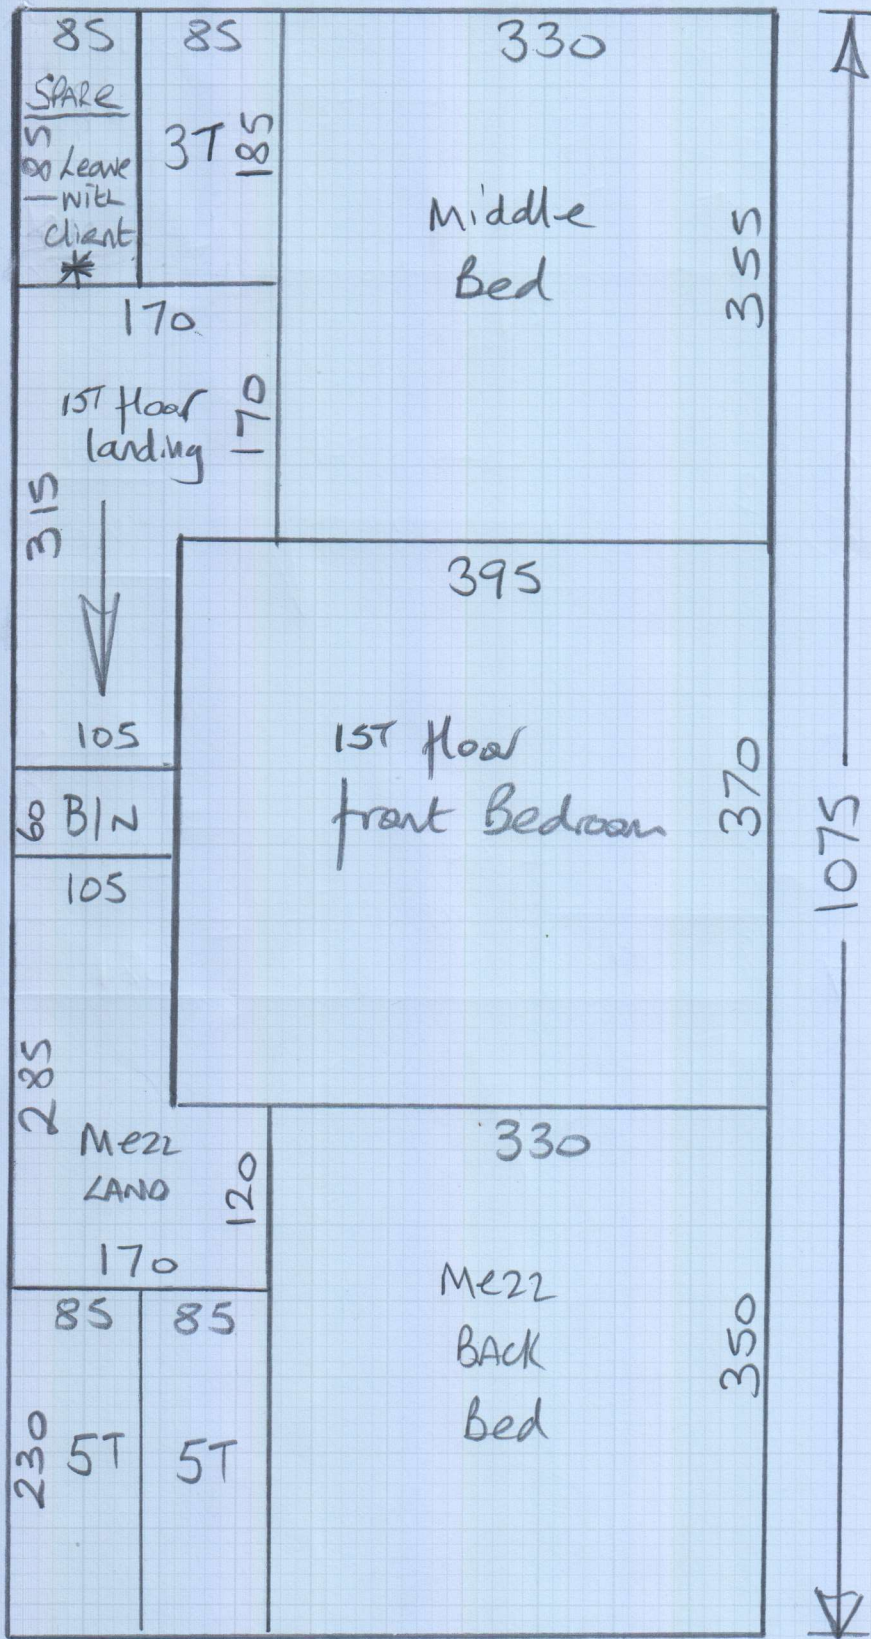 85
SPARe
185
Leave
with
client
*
85
3T
185
330
Middle
Bed
355
170
1ST floor
landing
170
315
105
395
1ST floor
front Bedroom
370
1075
60
BIN
105
285
Mezz
LAND
120
170
330
Mezz
BACK
Bed
350
85
85
230
5T
5T